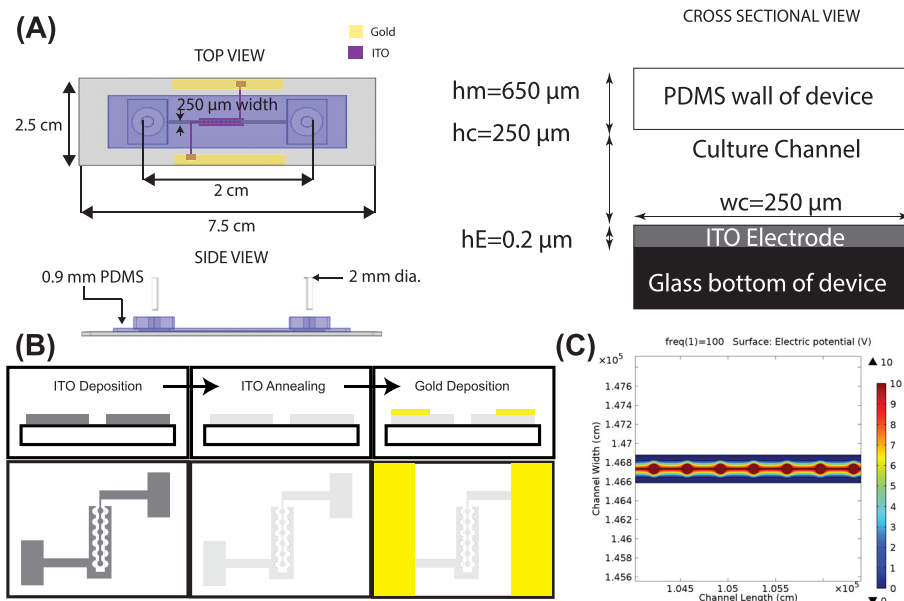 (A)
Gold
ITO
TOP VIEW
250 µm width
2.5 cm
2 cm
7.5 cm
SIDE VIEW
0.9 mm PDMS
2 mm dia.
CROSS SECTIONAL VIEW
hm=650 µm
PDMS wall of device
hc=250 µm
Culture Channel
wc=250 µm
hE=0.2 µm
ITO Electrode
Glass bottom of device
(B)
ITO Deposition
ITO Annealing
Gold Deposition
(C)
freq(1)=100 Surface: Electric potential (V)
×10⁵
1.476
1.474
1.472
1.47
1.468
1.466
1.464
1.462
1.46
1.458
1.456
Channel Width (cm)
1.045
1.05
1.055
×10⁵
Channel Length (cm)
▲ 10
10
9
8
7
6
5
4
3
2
1
0
▼ 0